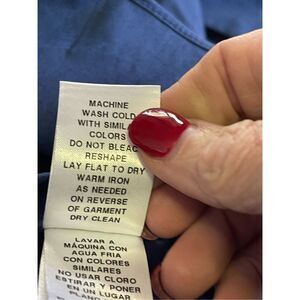 MACHINE
WASH COLD
WITH SIMILA
COLORS
DO NOT BLEAC
RESHAPE
LAY FLAT TO DRY
WARM IRON
AS NEEDED
ON REVERSE
OF GARMENT
DRY CLEAN
LAVAR A
MÁQUINA CON
AGUA FRIA
CON COLORES
SIMILARES
NO USAR CLORO
ESTIRAR Y PONER
EN UN LUGAR